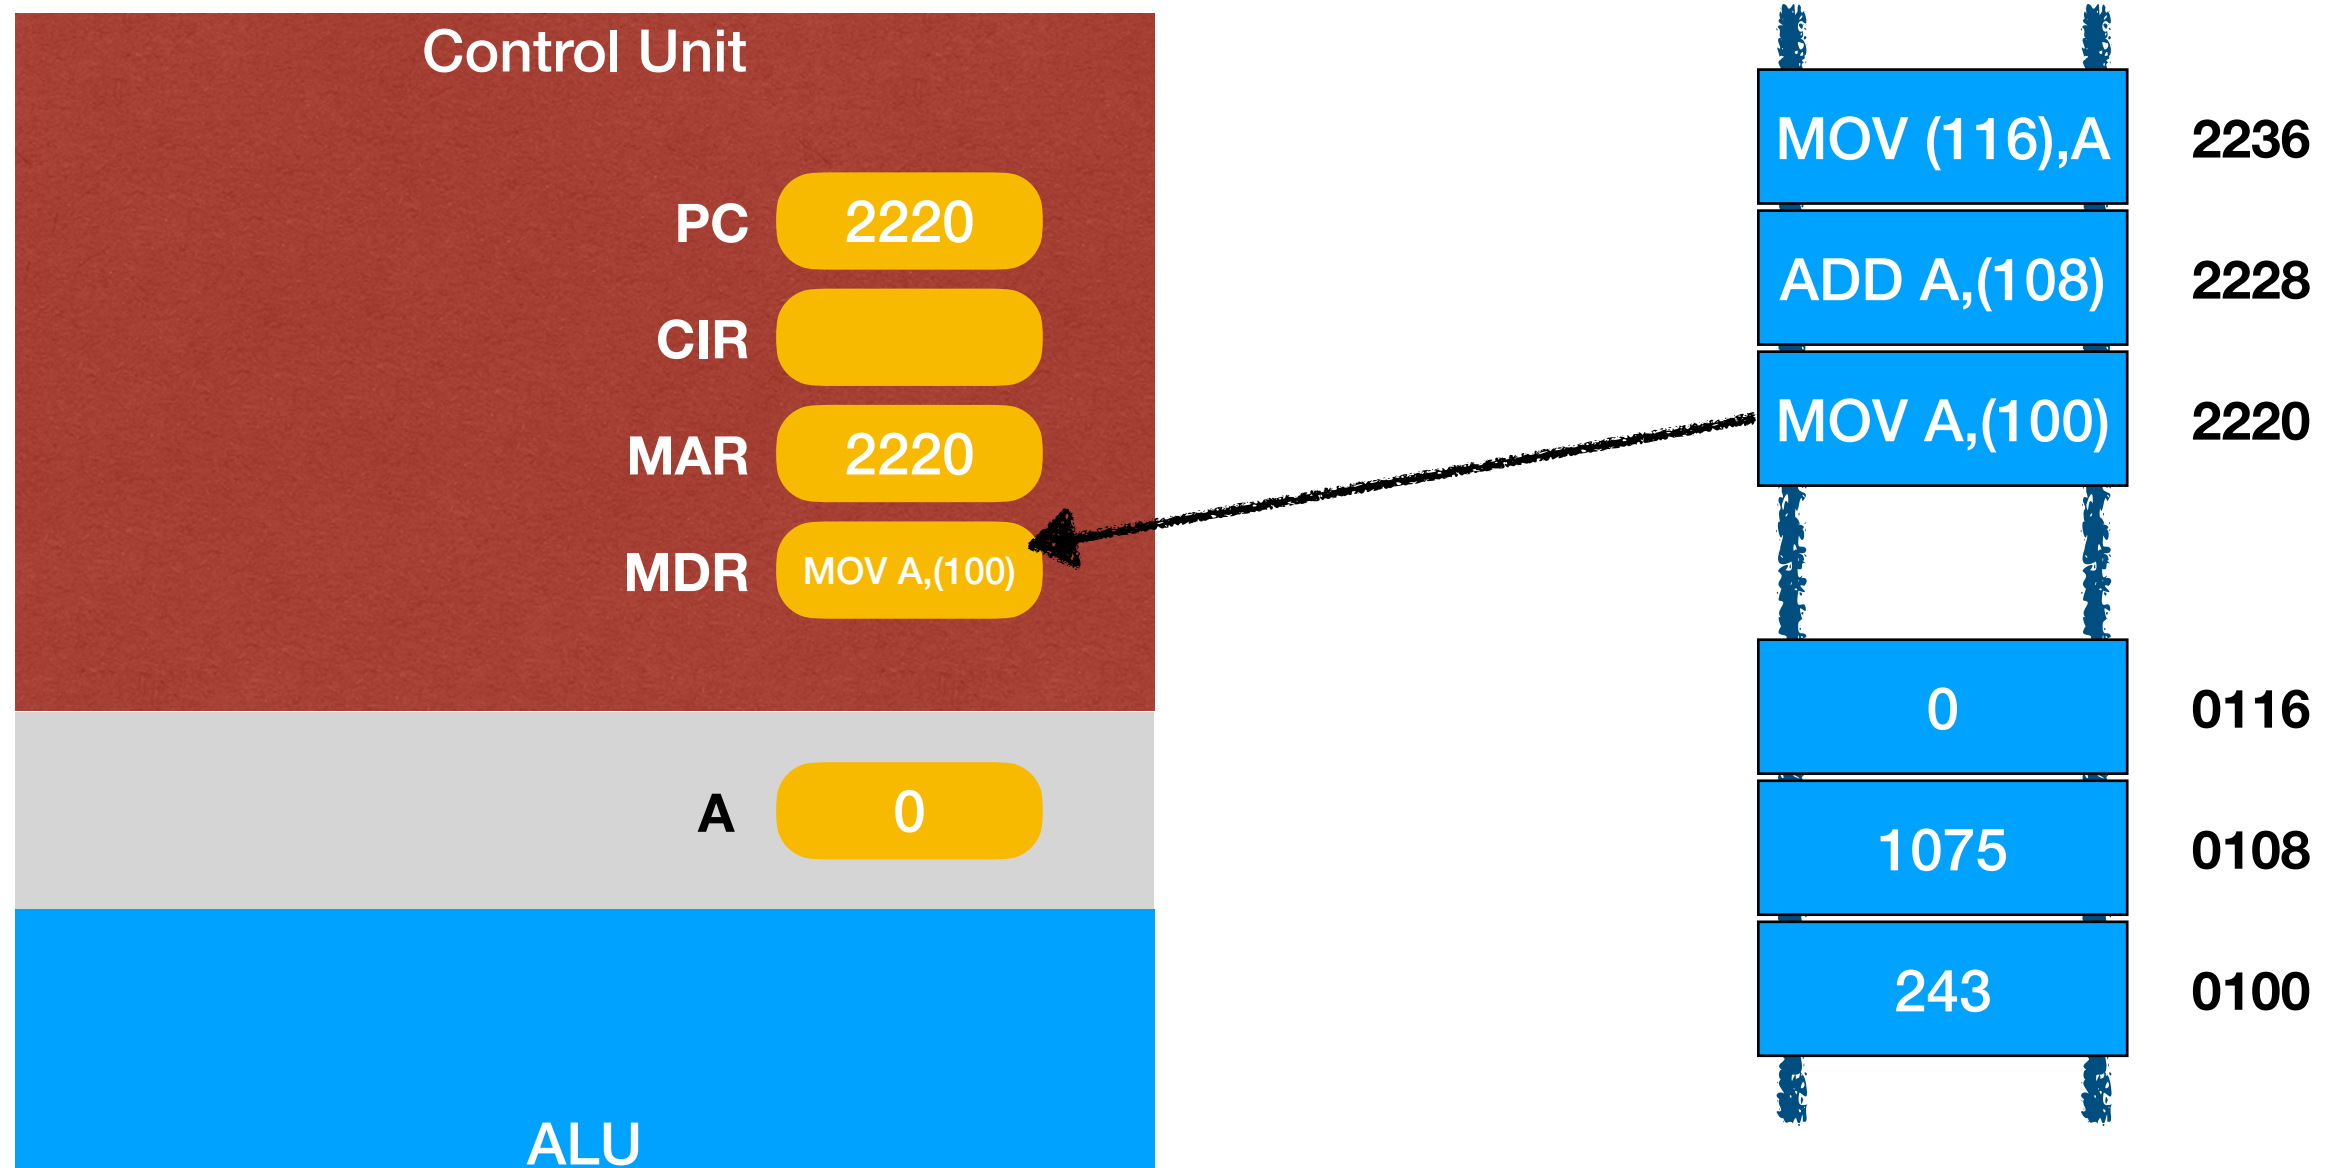 Control Unit
PC 2220
CIR
MAR 2220
MDR MOV A,(100)
A 0
ALU
MOV (116),A 2236
ADD A,(108) 2228
MOV A,(100) 2220
0 0116
1075 0108
243 0100